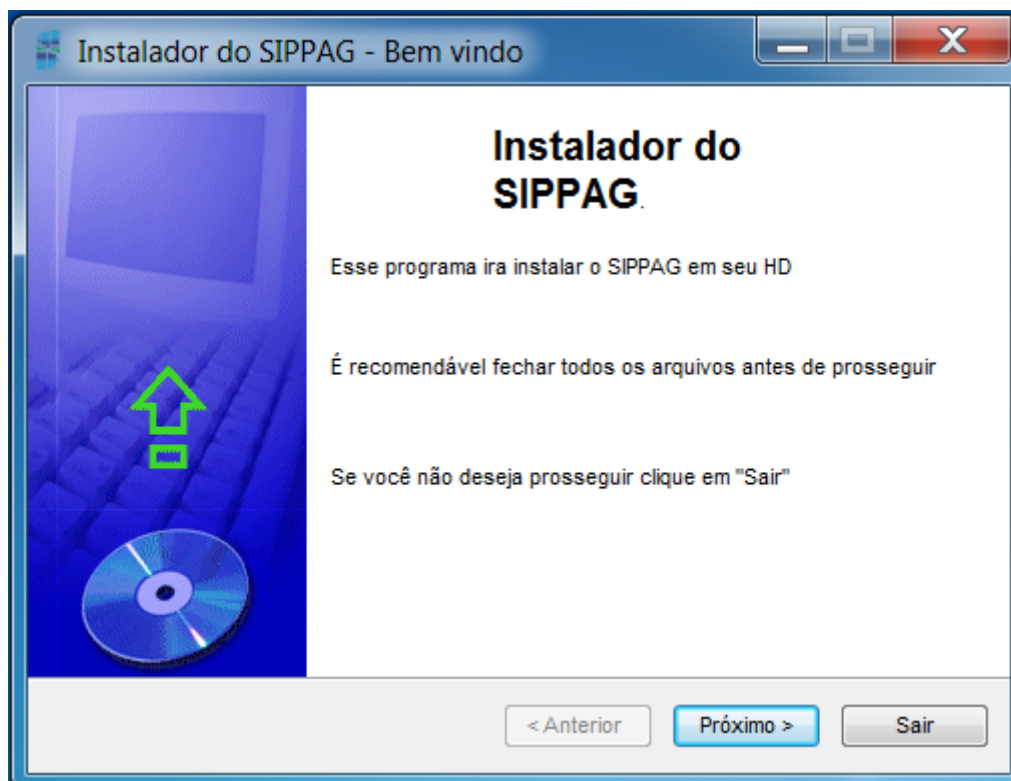 Instalador do SIPPAG - Bem vindo
Instalador do
SIPPAG.
Esse programa ira instalar o SIPPAG em seu HD
É recomendável fechar todos os arquivos antes de prosseguir
Se você não deseja prosseguir clique em "Sair"
< Anterior
Próximo >
Sair